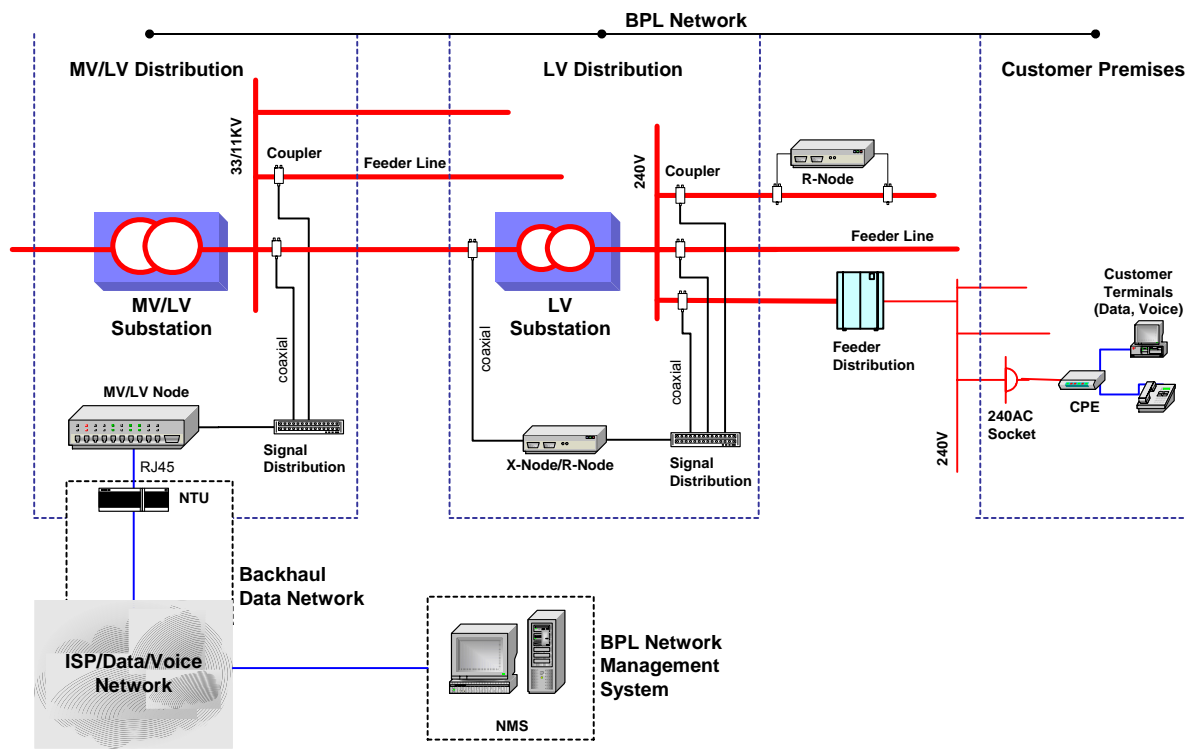 BPL Network
MV/LV Distribution
LV Distribution
Customer Premises
33/11KV
Coupler
Feeder Line
240V
Coupler
R-Node
Feeder Line
MV/LV
Substation
LV
Substation
Customer
Terminals
(Data, Voice)
coaxial
coaxial
coaxial
Feeder
Distribution
MV/LV Node
CPE
240AC
Socket
240V
Signal
Distribution
X-Node/R-Node
Signal
Distribution
RJ45
NTU
Backhaul
Data Network
ISP/Data/Voice
Network
BPL Network
Management
System
NMS